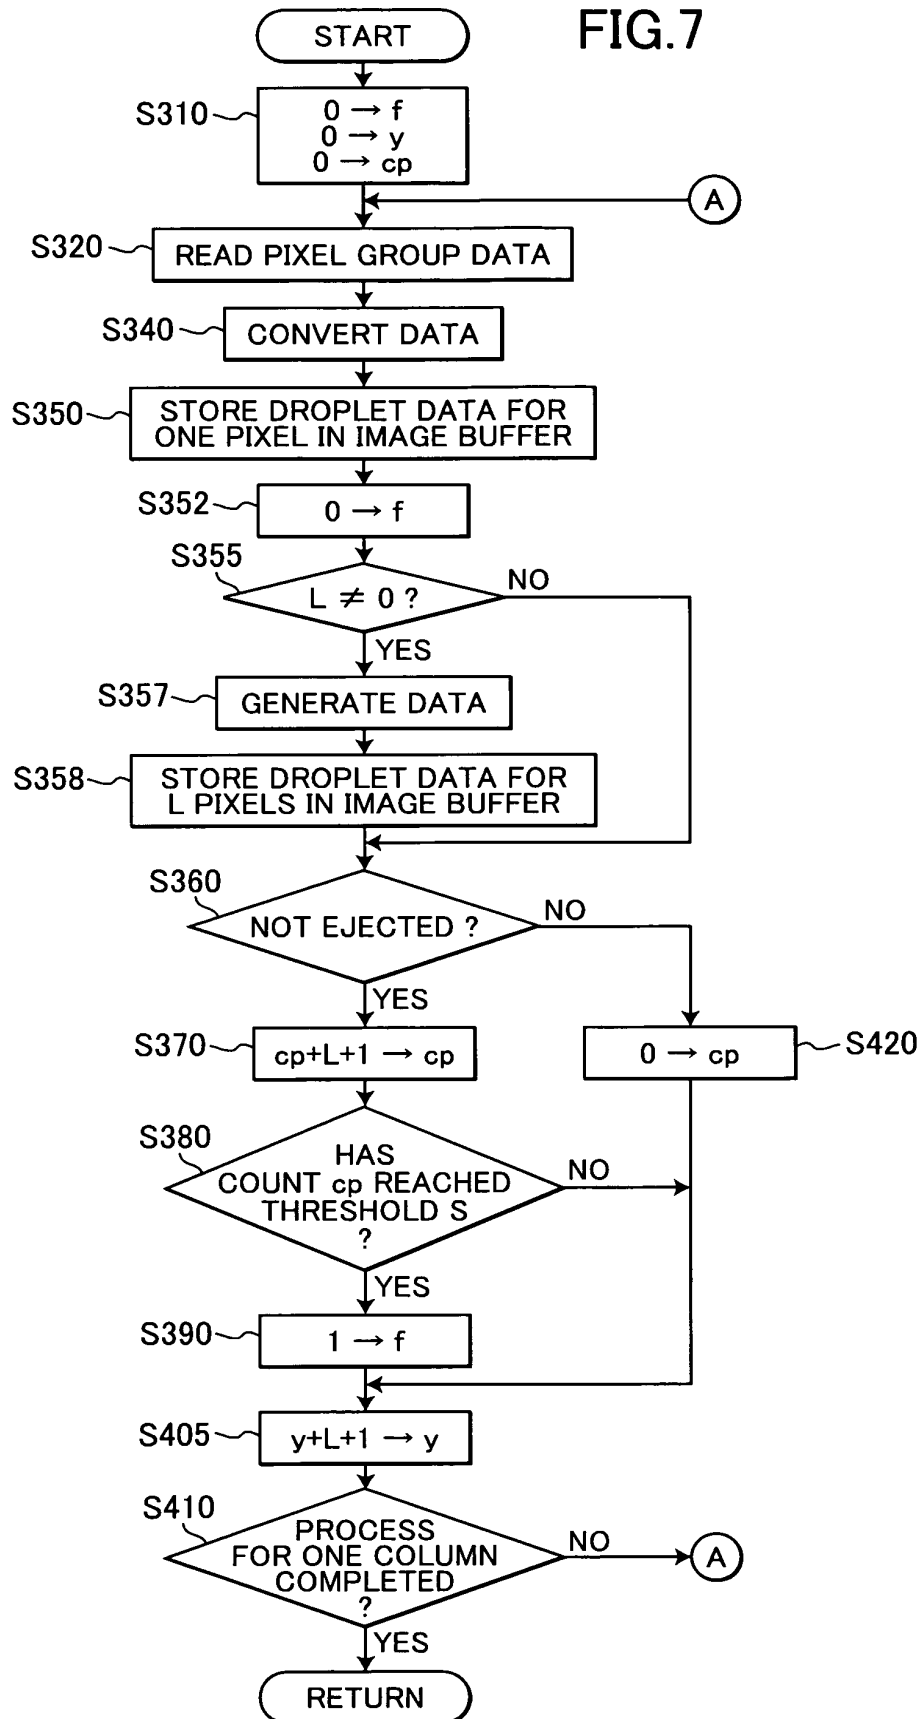 FIG.7
START
S310
0 → f
0 → y
0 → cp
A
S320
READ PIXEL GROUP DATA
S340
CONVERT DATA
S350
STORE DROPLET DATA FOR
ONE PIXEL IN IMAGE BUFFER
S352
0 → f
S355
L ≠ 0 ?
NO
YES
S357
GENERATE DATA
S358
STORE DROPLET DATA FOR
L PIXELS IN IMAGE BUFFER
S360
NOT EJECTED ?
NO
YES
S370
cp+L+1 → cp
0 → cp
S420
S380
HAS
COUNT cp REACHED
THRESHOLD S
?
NO
YES
S390
1 → f
S405
y+L+1 → y
S410
PROCESS
FOR ONE COLUMN
COMPLETED
?
NO
A
YES
RETURN